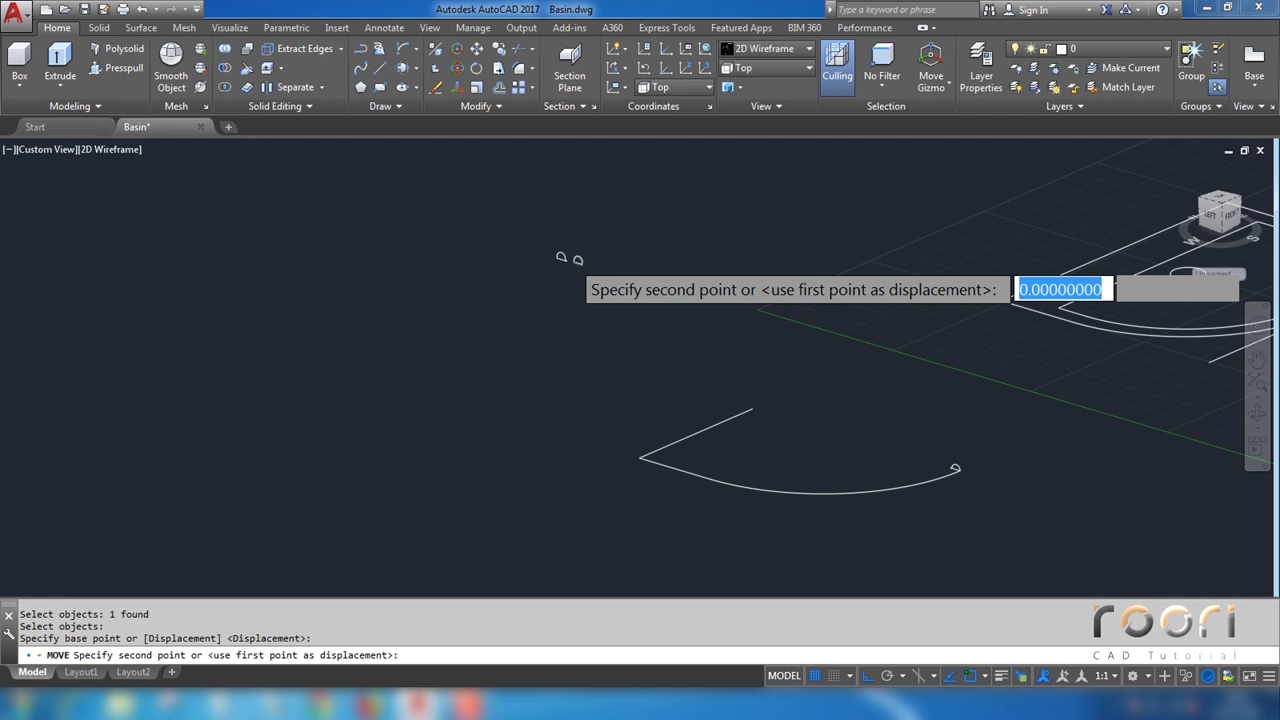 Autodesk AutoCAD 2017 Basin.dwg
Type a keyword or phrase
Sign In
Home Solid Surface Mesh Visualize Parametric Insert Annotate View Manage Output Add-ins A360 Express Tools Featured Apps BIM 360 Performance
Box
Extrude
Polysolid
Presspull
Smooth Object
Extract Edges
Separate
Section Plane
Top
2D Wireframe
Top
Culling
No Filter
Move Gizmo
Layer Properties
0
Make Current
Match Layer
Group
Base
Modeling Mesh Solid Editing Draw Modify Section Coordinates View Selection Layers Groups View
Start Basin*
[−][Custom View][2D Wireframe]
LEFT
FRONT
W
S
Unnamed
Specify second point or <use first point as displacement>: 0.00000000
Select objects: 1 found
Select objects:
Specify base point or [Displacement] <Displacement>:
MOVE Specify second point or <use first point as displacement>:
roori
CAD Tutorial
Model Layout1 Layout2
MODEL
1:1